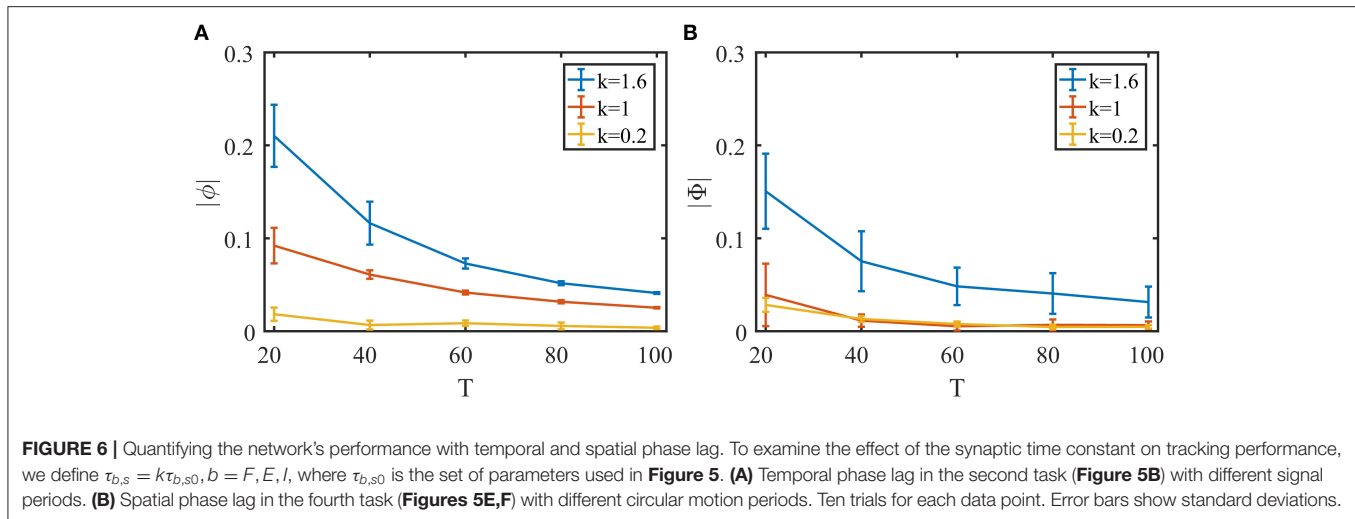 A
B
0.3
0.2
0.1
0
|ϕ|
k=1.6
k=1
k=0.2
20 40 60 80 100
T
0.3
0.2
0.1
0
|Φ|
k=1.6
k=1
k=0.2
20 40 60 80 100
T
FIGURE 6 | Quantifying the network's performance with temporal and spatial phase lag. To examine the effect of the synaptic time constant on tracking performance,
we define τb,s = kτb,s0, b = F, E, I, where τb,s0 is the set of parameters used in Figure 5. (A) Temporal phase lag in the second task (Figure 5B) with different signal
periods. (B) Spatial phase lag in the fourth task (Figures 5E,F) with different circular motion periods. Ten trials for each data point. Error bars show standard deviations.